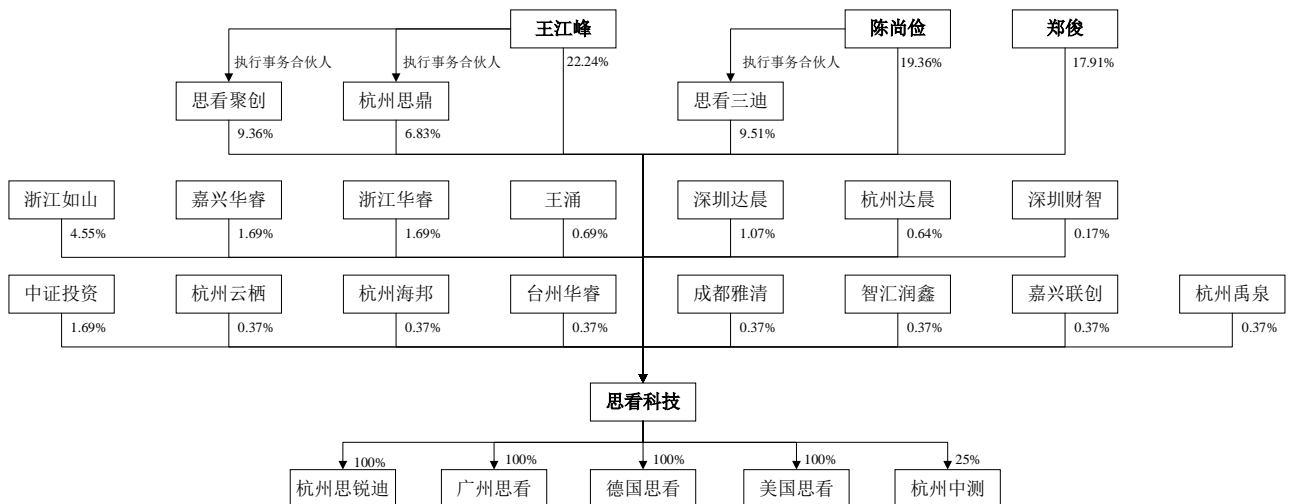 王江峰
陈尚俭
郑俊
执行事务合伙人
执行事务合伙人
22.24%
执行事务合伙人
19.36%
17.91%
思看聚创
杭州思鼎
思看三迪
9.36%
6.83%
9.51%
浙江如山
嘉兴华睿
浙江华睿
王涌
深圳达晨
杭州达晨
深圳财智
4.55%
1.69%
1.69%
0.69%
1.07%
0.64%
0.17%
中证投资
杭州云栖
杭州海邦
台州华睿
成都雅清
智汇润鑫
嘉兴联创
杭州禹泉
1.69%
0.37%
0.37%
0.37%
0.37%
0.37%
0.37%
0.37%
思看科技
100%
100%
100%
100%
25%
杭州思锐迪
广州思看
德国思看
美国思看
杭州中测